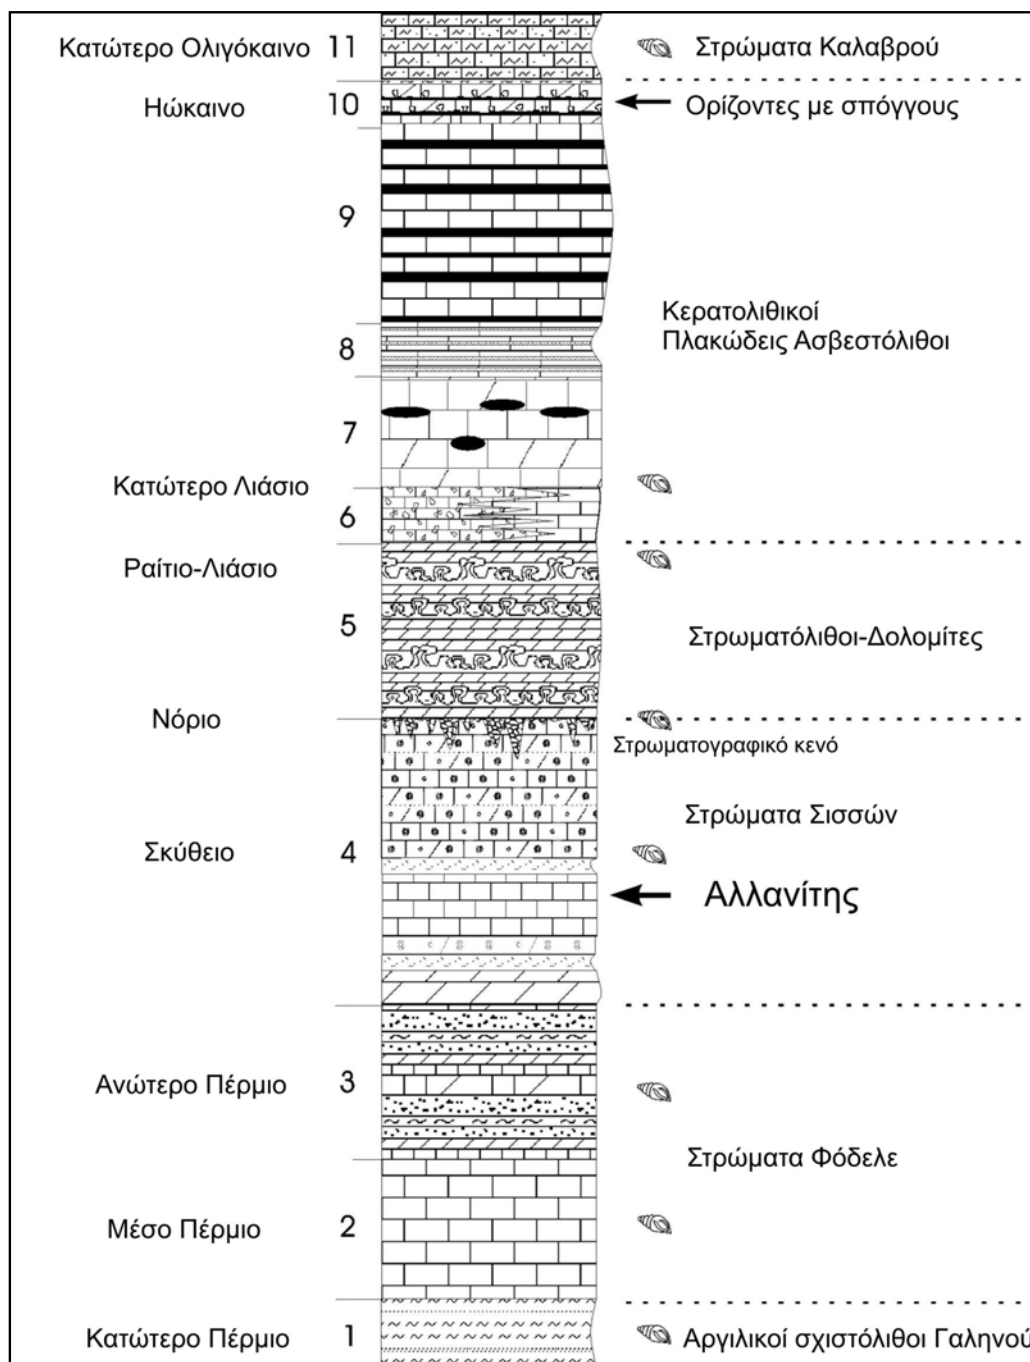 Κατώτερο Ολιγόκαινο 11 Στρώματα Καλαβρού
Ηώκαινο 10 Ορίζοντες με σπόγγους
9
Κερατολιθικοί
Πλακώδεις Ασβεστόλιθοι
8
7
Κατώτερο Λιάσιο
6
Ραίτιο-Λιάσιο
5 Στρωματόλιθοι-Δολομίτες
Νόριο
Στρωματογραφικό κενό
Στρώματα Σισσών
Σκύθειο 4
Αλλανίτης
Ανώτερο Πέρμιο 3
Στρώματα Φόδελε
Μέσο Πέρμιο 2
Κατώτερο Πέρμιο 1 Αργιλικοί σχιστόλιθοι Γαληνού